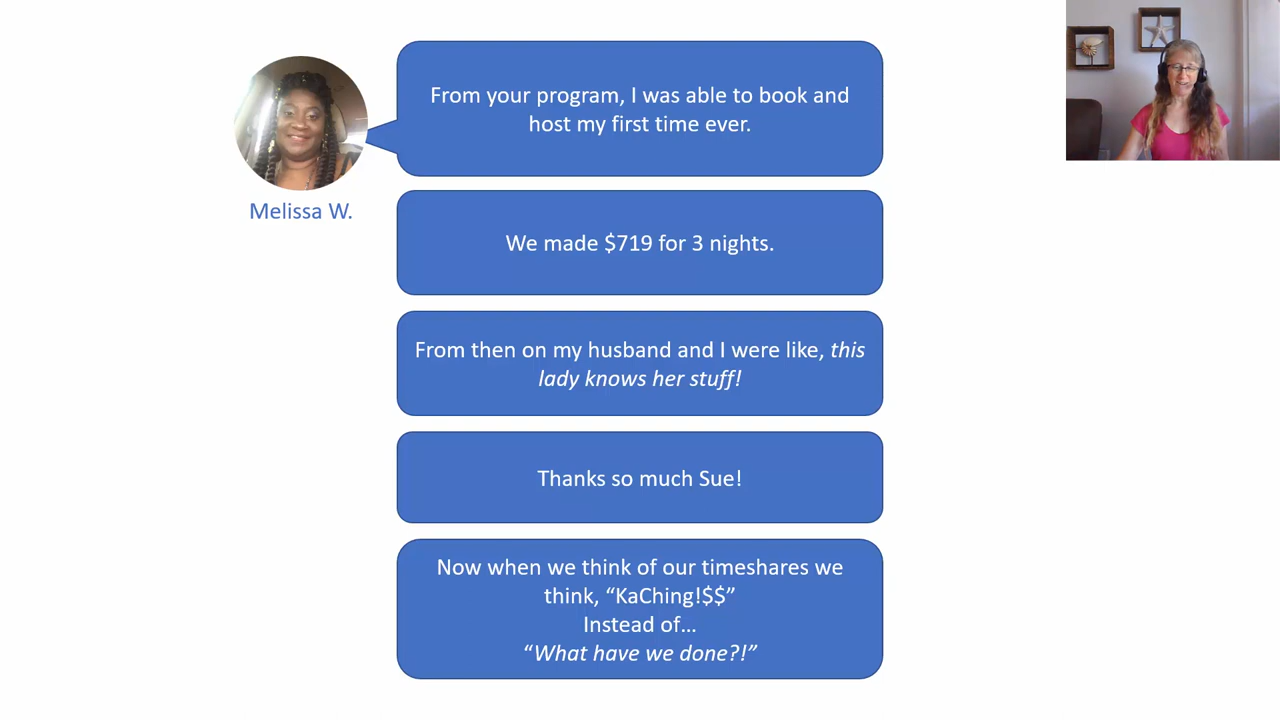 From your program, I was able to book and
host my first time ever.
Melissa W.
We made $719 for 3 nights.
From then on my husband and I were like, this
lady knows her stuff!
Thanks so much Sue!
Now when we think of our timeshares we
think, “KaChing!$$”
Instead of…
“What have we done?!”